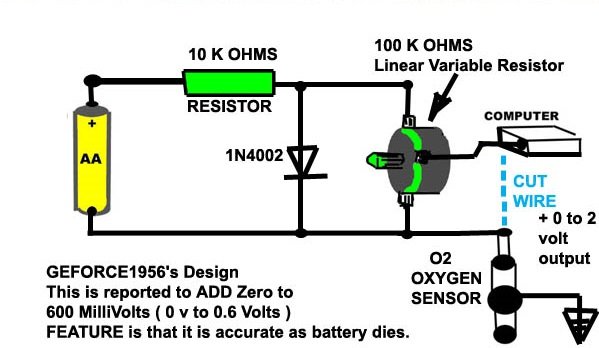 10 K OHMS
RESISTOR
100 K OHMS
Linear Variable Resistor
COMPUTER
+
AA
1N4002
CUT
WIRE
+ 0 to 2
volt
output
O2
OXYGEN
SENSOR
GEFORCE1956's Design
This is reported to ADD Zero to
600 MilliVolts ( 0 v to 0.6 Volts )
FEATURE is that it is accurate as battery dies.